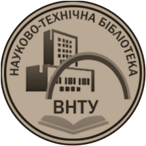 НАУКОВО-ТЕХНІЧНА БІБЛІОТЕКА
ВНТУ